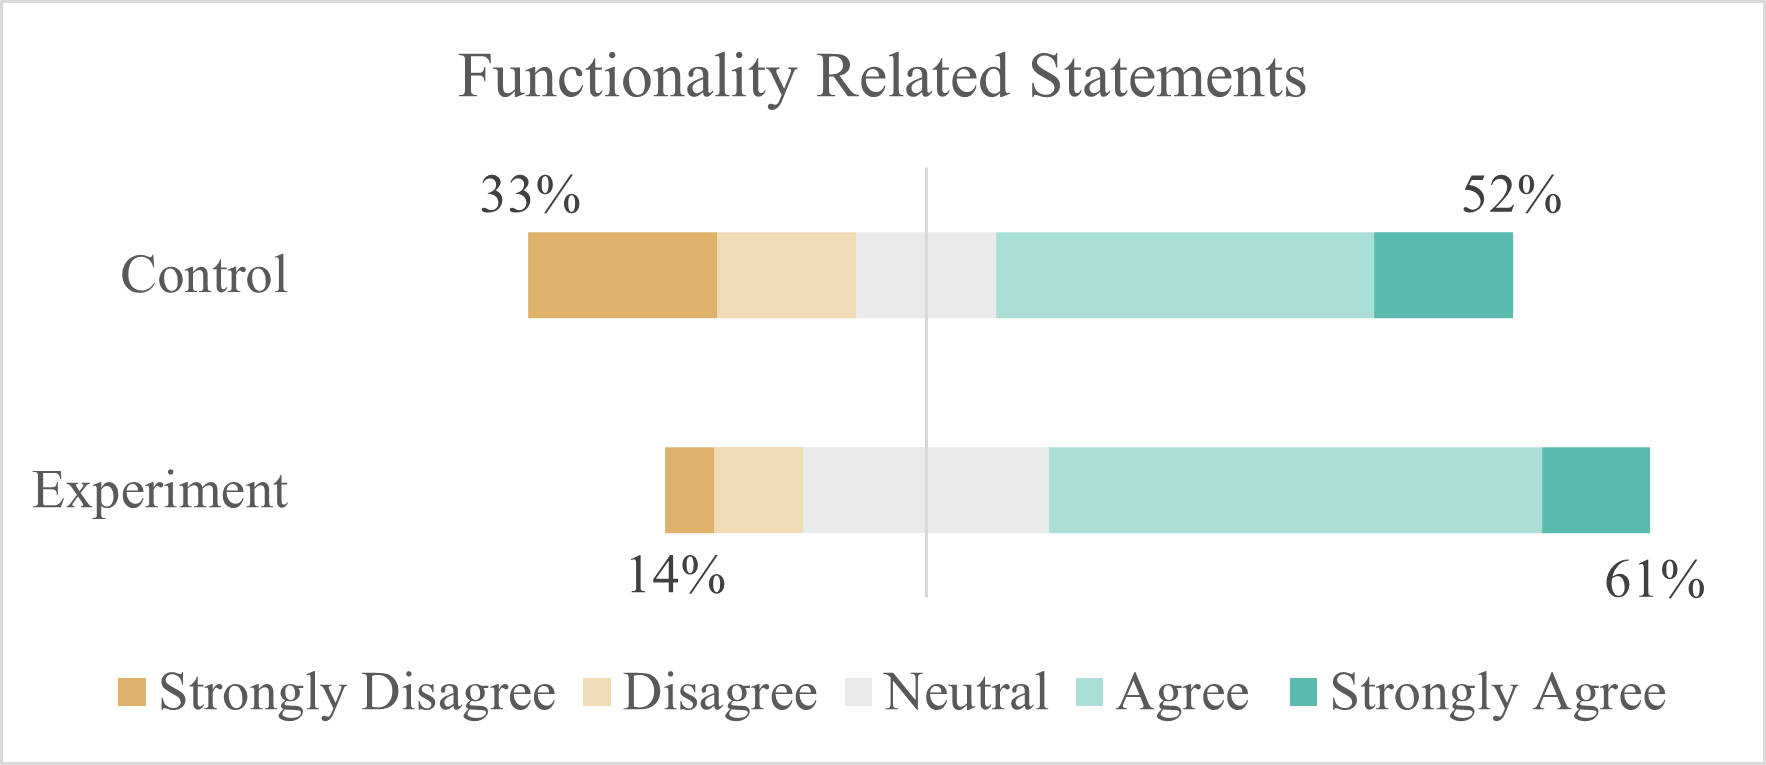 Functionality Related Statements
33% 52%
Control
Experiment
14% 61%
Strongly Disagree Disagree Neutral Agree Strongly Agree